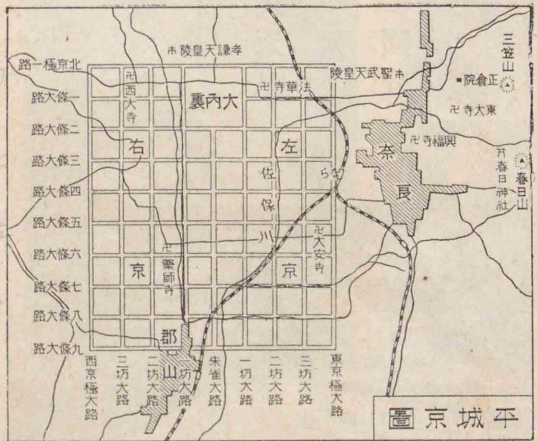 孝謙天皇陵
聖武天皇陵
三笠山
正倉院
東大寺
興福寺
春日神社
春日山
奈良
なら
法華寺
大內裏
西大寺
右京
左京
佐保川
大安寺
藥師寺
郡山
北京極一路
一條大路
二條大路
三條大路
四條大路
五條大路
六條大路
七條大路
八條大路
九條大路
西京極大路
三坊大路
二坊大路
坊大路
朱雀大路
一坊大路
二坊大路
三坊大路
東京極大路
平城京圖